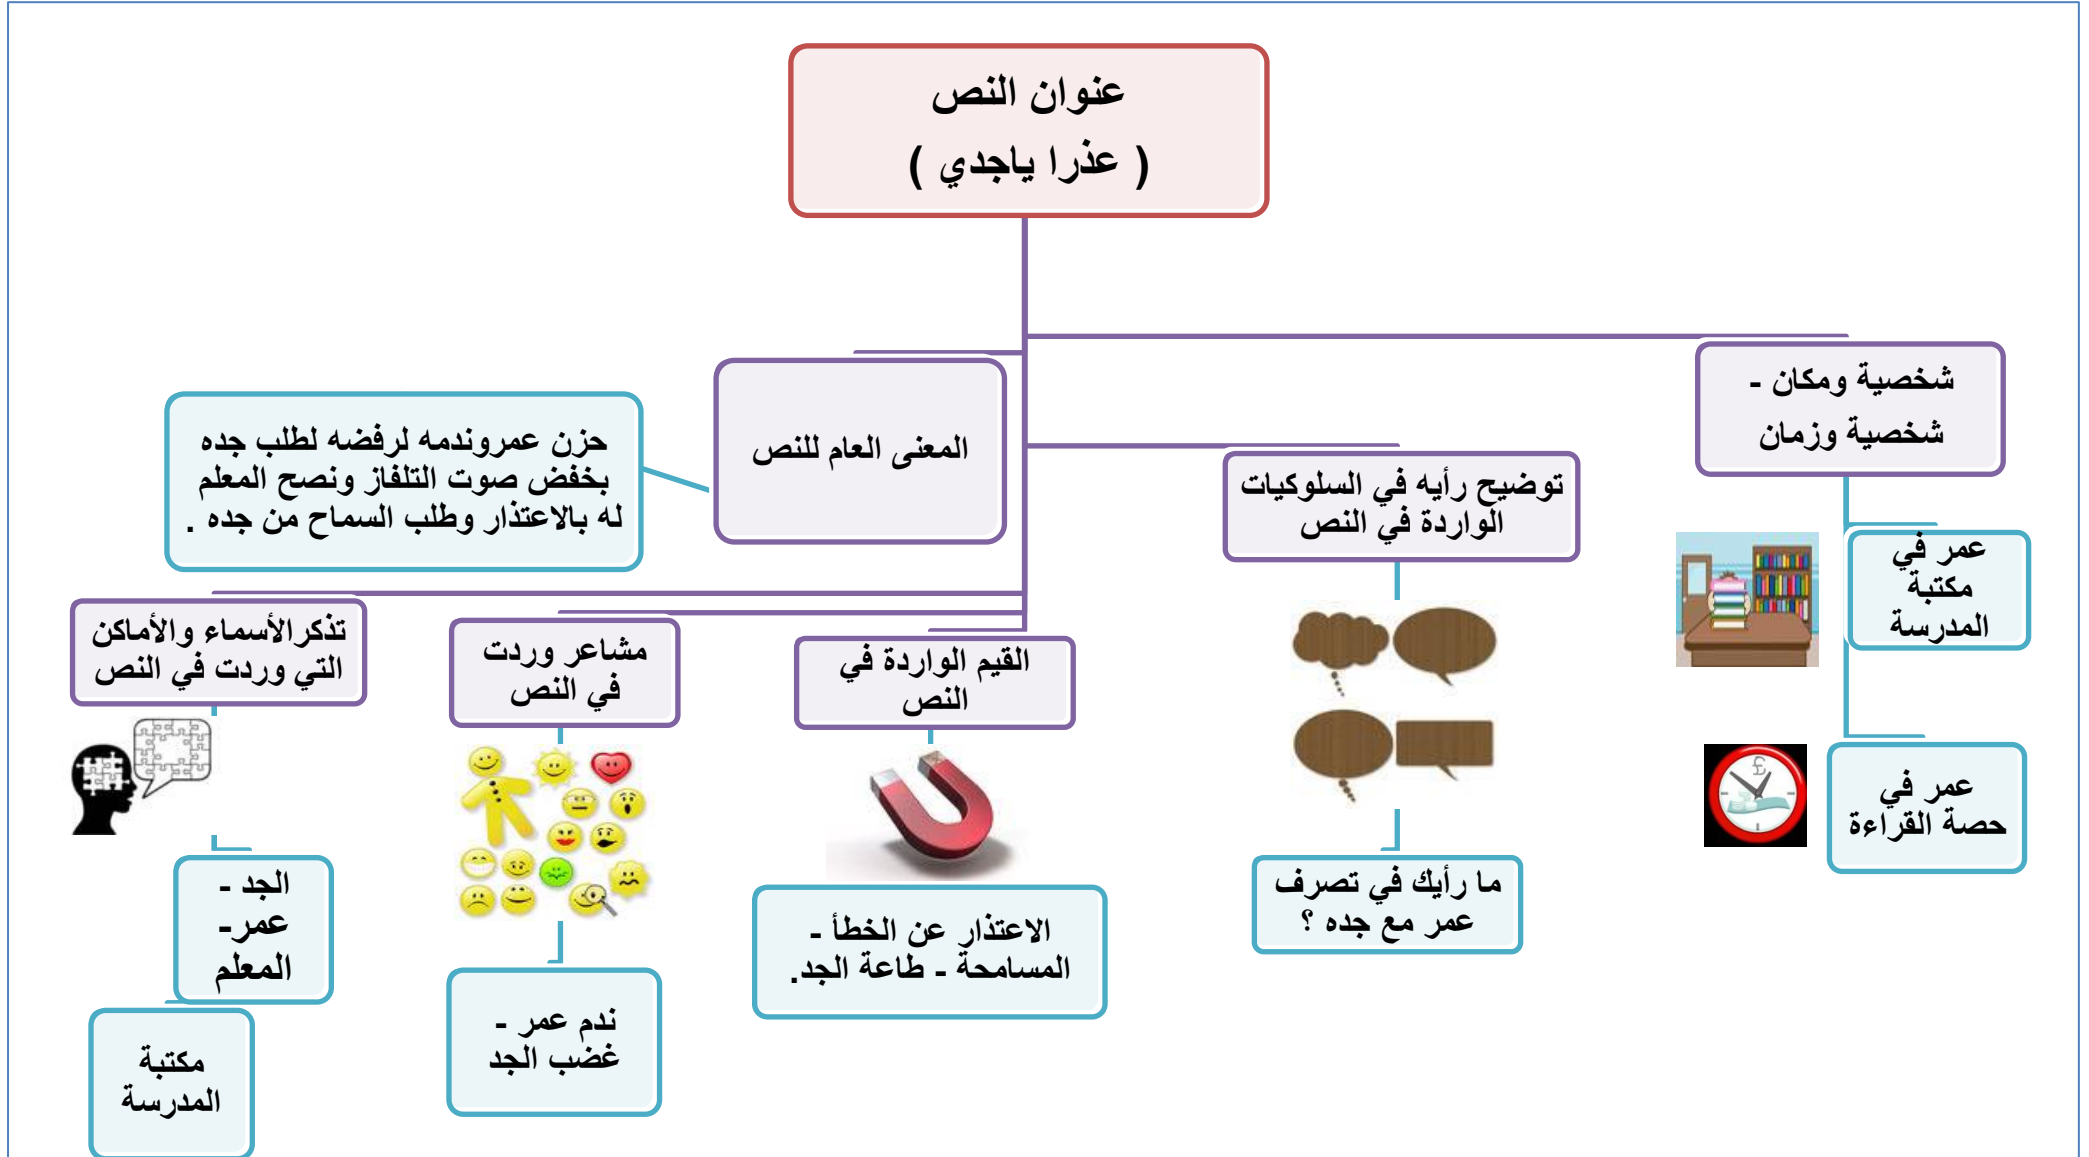 عنوان النص
( عذرا ياجدي )
شخصية ومكان -
شخصية وزمان
عمر في
مكتبة
المدرسة
عمر في
حصة القراءة
توضيح رأيه في السلوكيات
الواردة في النص
ما رأيك في تصرف
عمر مع جده ؟
المعنى العام للنص
حزن عمروندمه لرفضه لطلب جده
بخفض صوت التلفاز ونصح المعلم
له بالاعتذار وطلب السماح من جده .
القيم الواردة في
النص
الاعتذار عن الخطأ -
المسامحة - طاعة الجد.
مشاعر وردت
في النص
ندم عمر -
غضب الجد
تذكرالأسماء والأماكن
التي وردت في النص
الجد -
عمر-
المعلم
مكتبة
المدرسة